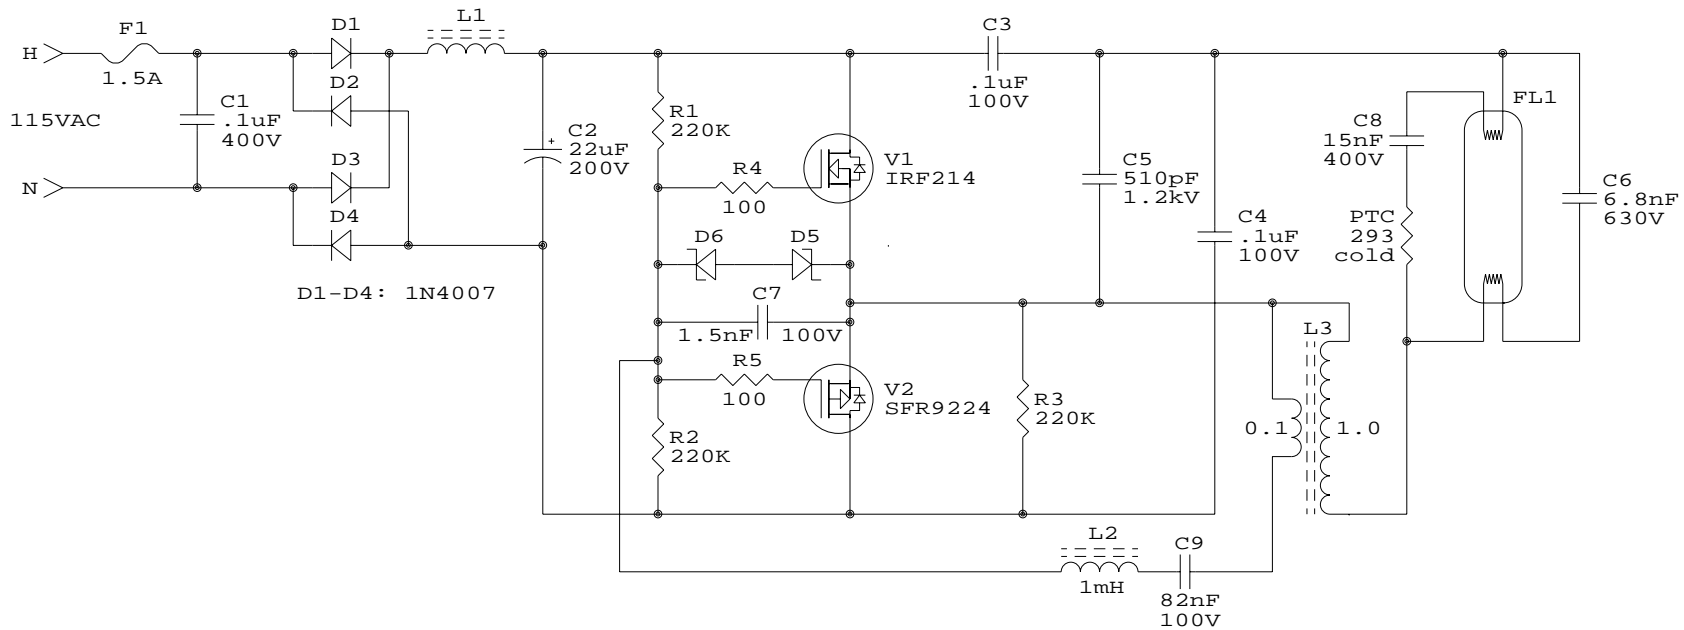 H
F1
1.5A
115VAC
N
C1
.1uF
400V
D1
D2
D3
D4
D1-D4: 1N4007
L1
C2
+
22uF
200V
R1
220K
R4
100
V1
IRF214
D6
D5
C7
1.5nF
100V
R5
100
V2
SFR9224
R2
220K
C3
.1uF
100V
C5
510pF
1.2kV
C4
.1uF
100V
R3
220K
L3
0.1
1.0
L2
1mH
C9
82nF
100V
C8
15nF
400V
PTC
293
cold
FL1
C6
6.8nF
630V